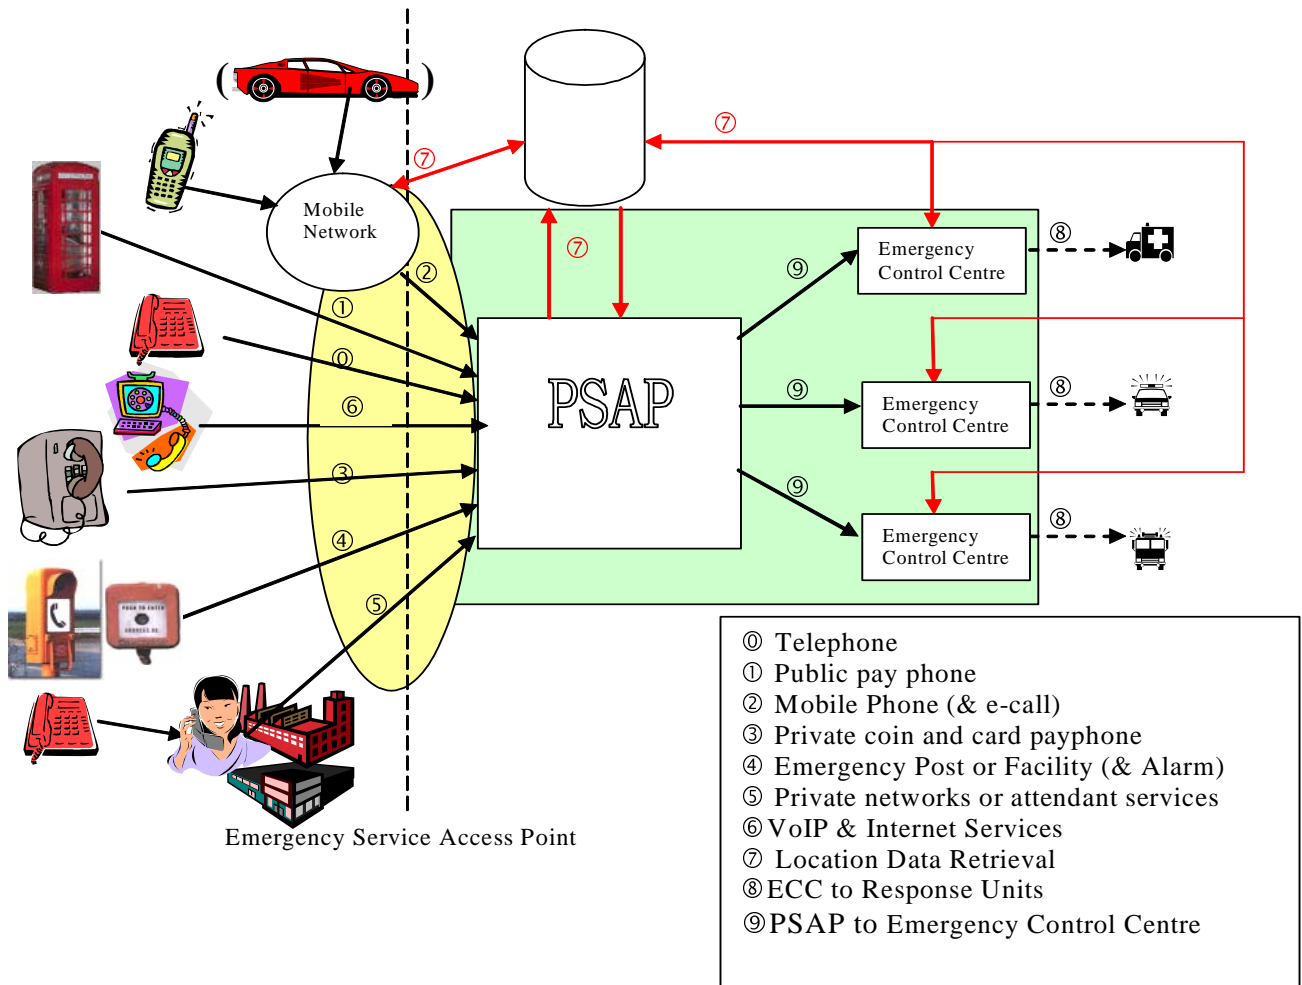 ⑦
⑦
Mobile
Network
⑧
Emergency
Control Centre
⑦
⑨
②
①
⓪
PSAP
⑥
⑨
⑧
Emergency
Control Centre
③
⑨
⑧
Emergency
Control Centre
④
⑤
PUSH TO ENTER
Emergency Service Access Point
⓪ Telephone
① Public pay phone
② Mobile Phone (& e-call)
③ Private coin and card payphone
④ Emergency Post or Facility (& Alarm)
⑤ Private networks or attendant services
⑥ VoIP & Internet Services
⑦ Location Data Retrieval
⑧ ECC to Response Units
⑨ PSAP to Emergency Control Centre